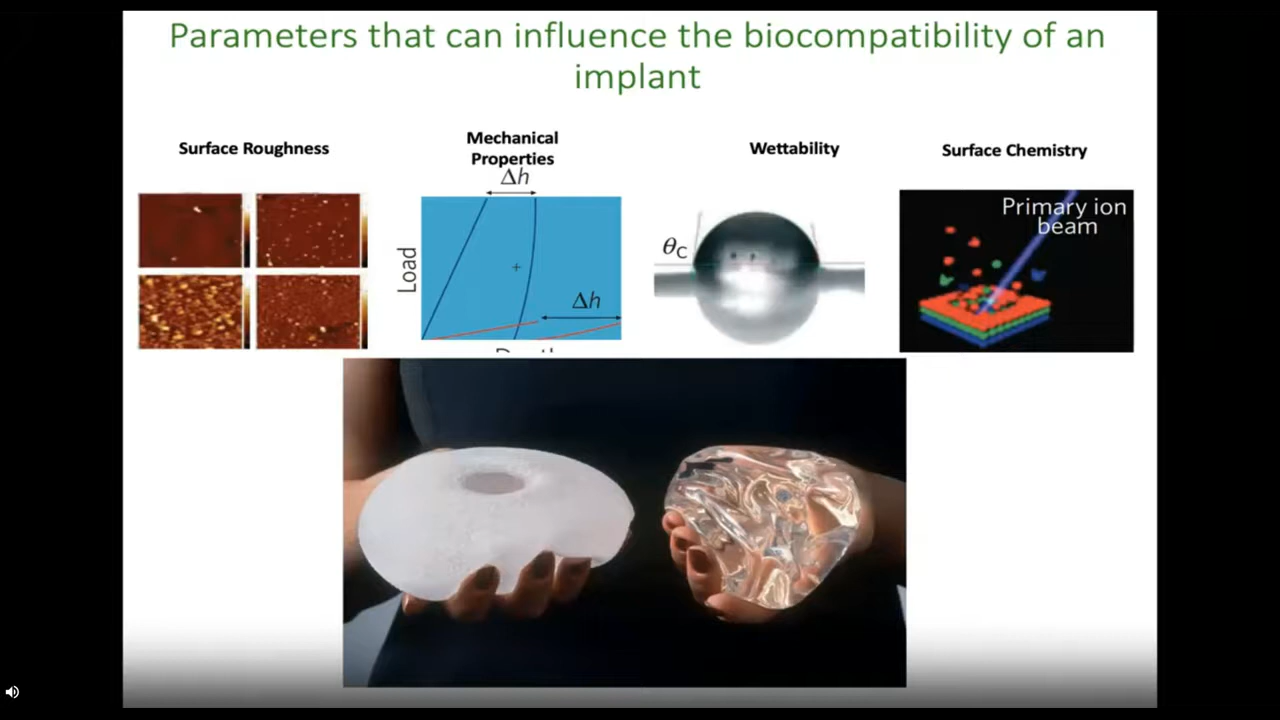 Parameters that can influence the biocompatibility of an
implant
Surface Roughness
Mechanical
Properties
Wettability
Surface Chemistry
Δh
Load
Δh
θC
Primary ion
beam